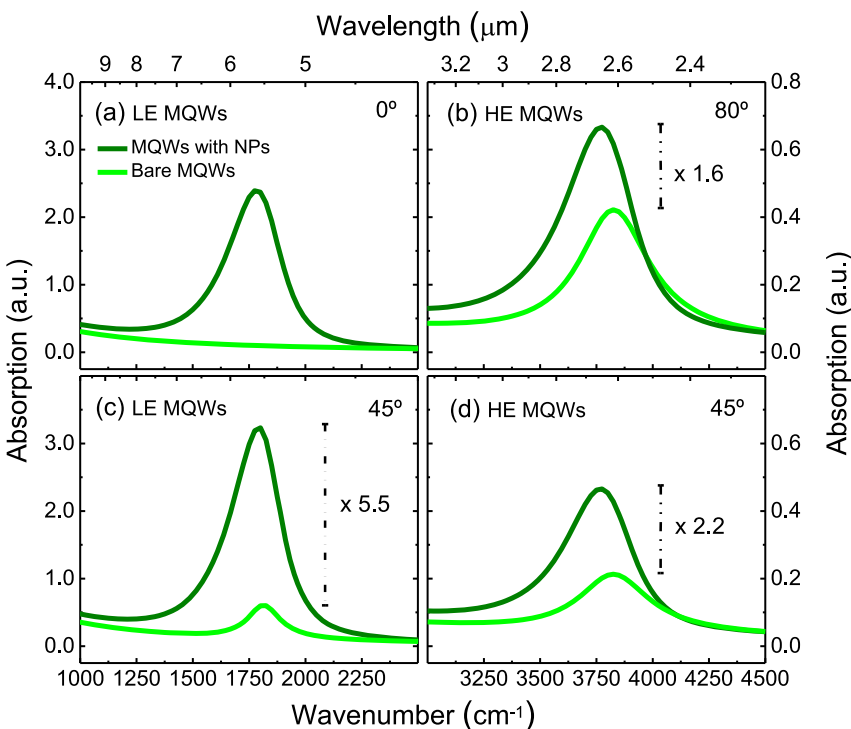 Wavelength (μm)
9 8 7 6 5
3.2 3 2.8 2.6 2.4
4.0
3.0
2.0
1.0
0.0
(a) LE MQWs 0º
MQWs with NPs
Bare MQWs
(b) HE MQWs 80º
x 1.6
0.8
0.6
0.4
0.2
0.0
Absorption (a.u.)
Absorption (a.u.)
3.0
2.0
1.0
0.0
(c) LE MQWs 45º
x 5.5
(d) HE MQWs 45º
x 2.2
0.6
0.4
0.2
0.0
1000 1250 1500 1750 2000 2250
3250 3500 3750 4000 4250 4500
Wavenumber (cm⁻¹)